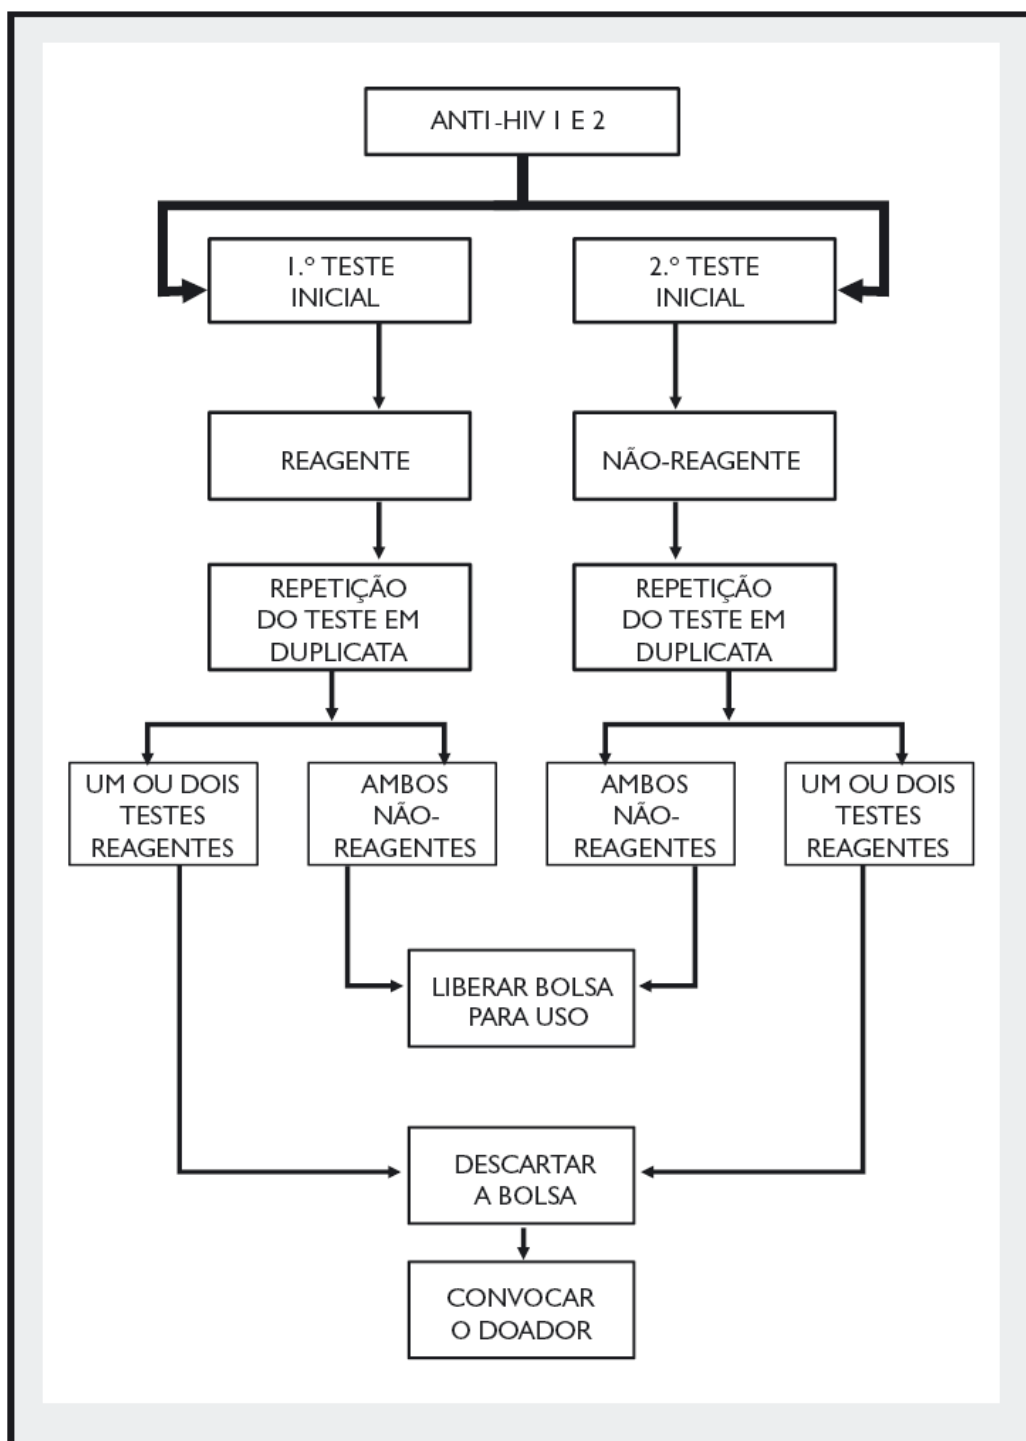 ANTI-HIV 1 E 2
1.º TESTE
INICIAL
2.º TESTE
INICIAL
REAGENTE
NÃO-REAGENTE
REPETIÇÃO
DO TESTE EM
DUPLICATA
REPETIÇÃO
DO TESTE EM
DUPLICATA
UM OU DOIS
TESTES
REAGENTES
AMBOS
NÃO-
REAGENTES
AMBOS
NÃO-
REAGENTES
UM OU DOIS
TESTES
REAGENTES
LIBERAR BOLSA
PARA USO
DESCARTAR
A BOLSA
CONVOCAR
O DOADOR